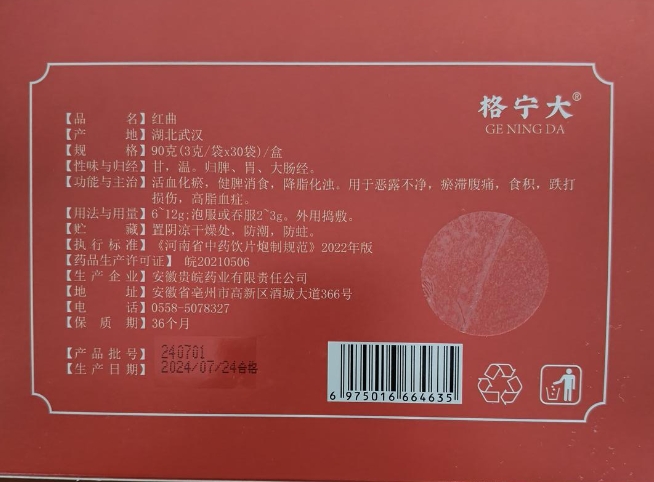 格宁大®
GE NING DA
【品名】红曲
【产地】湖北武汉
【规格】90克(3克/袋x30袋)/盒
【性味与归经】甘，温。归脾、胃、大肠经。
【功能与主治】活血化瘀，健脾消食，降脂化浊。用于恶露不净，瘀滞腹痛，食积，跌打
损伤，高脂血症。
【用法与用量】6~12g;泡服或吞服2~3g。外用捣敷。
【贮藏】置阴凉干燥处，防潮，防蛀。
【执行标准】《河南省中药饮片炮制规范》2022年版
【药品生产许可证】 皖20210506
【生产企业】安徽贵皖药业有限责任公司
【地址】安徽省亳州市高新区酒城大道366号
【电话】0558-5078327
【保质期】36个月
【产品批号】240701
【生产日期】2024/07/24合格
6 975016 664635